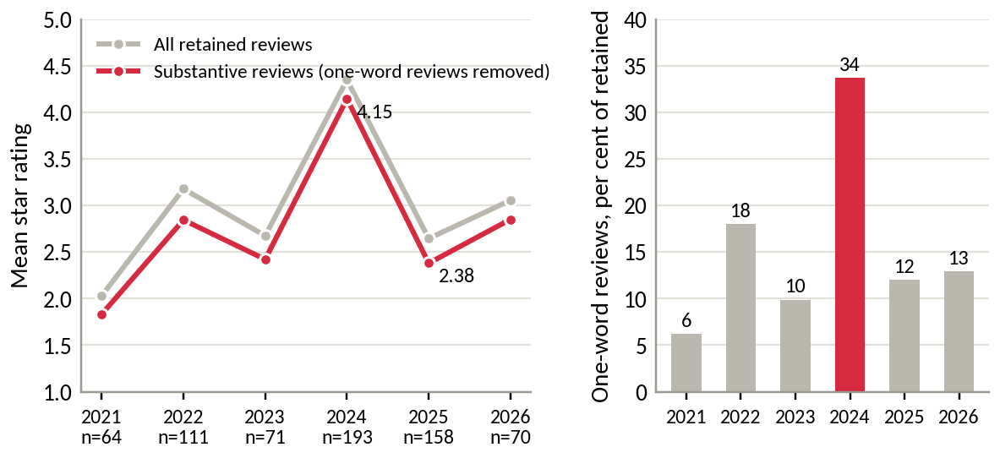 All retained reviews
Substantive reviews (one-word reviews removed)
Mean star rating
5.0
4.5
4.0
3.5
3.0
2.5
2.0
1.5
1.0
4.15
2.38
2021 2022 2023 2024 2025 2026
n=64 n=111 n=71 n=193 n=158 n=70
One-word reviews, per cent of retained
40
35
30
25
20
15
10
5
0
6 18 10 34 12 13
2021 2022 2023 2024 2025 2026